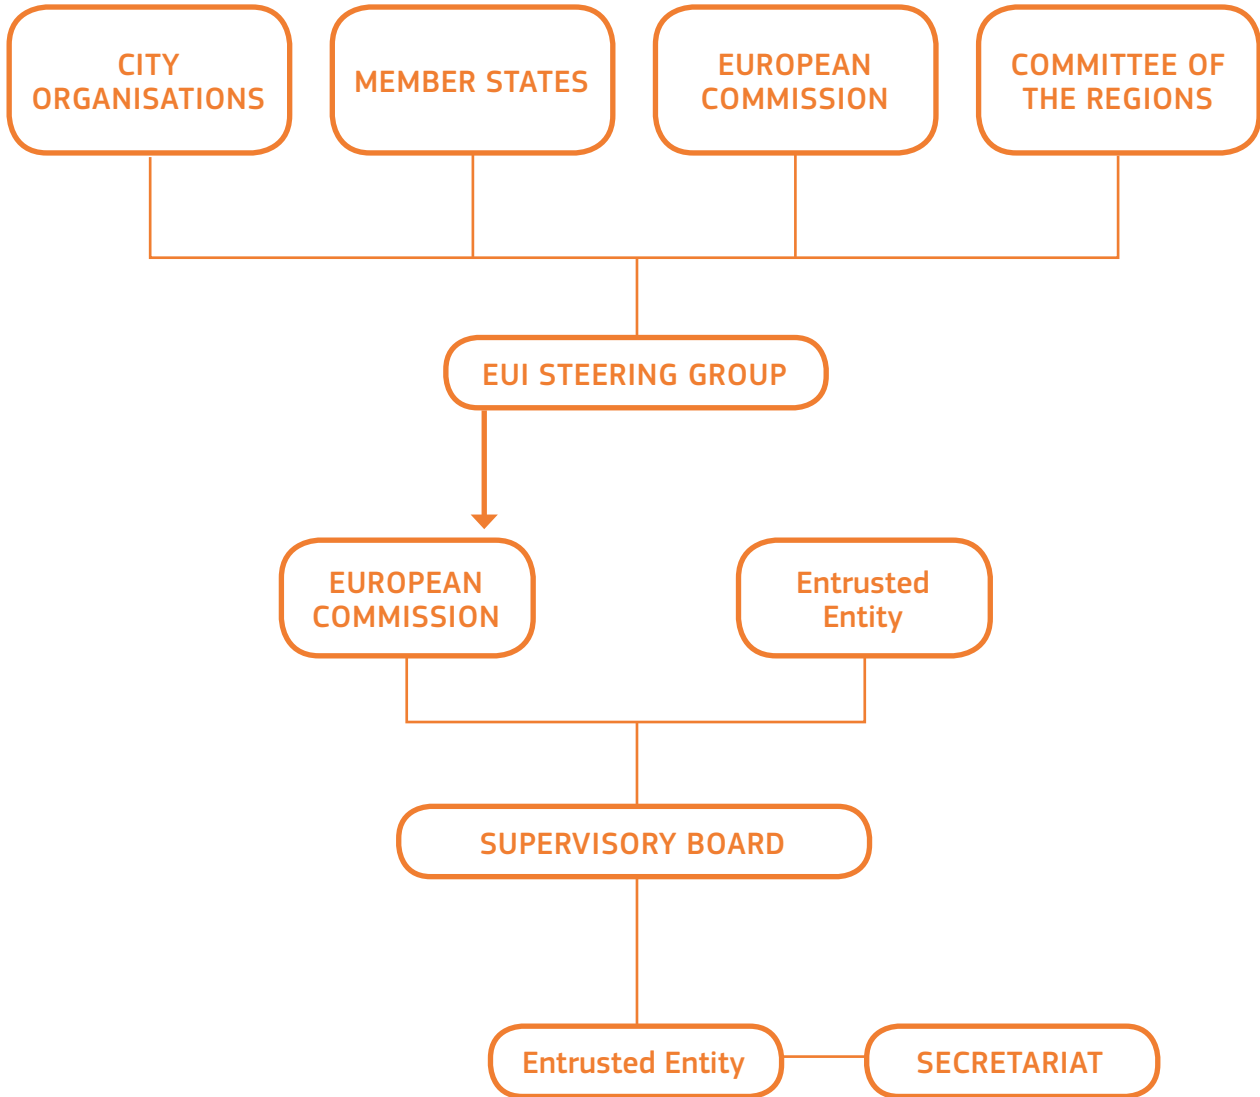 CITY
ORGANISATIONS
MEMBER STATES
EUROPEAN
COMMISSION
COMMITTEE OF
THE REGIONS
EUI STEERING GROUP
EUROPEAN
COMMISSION
Entrusted
Entity
SUPERVISORY BOARD
Entrusted Entity
SECRETARIAT